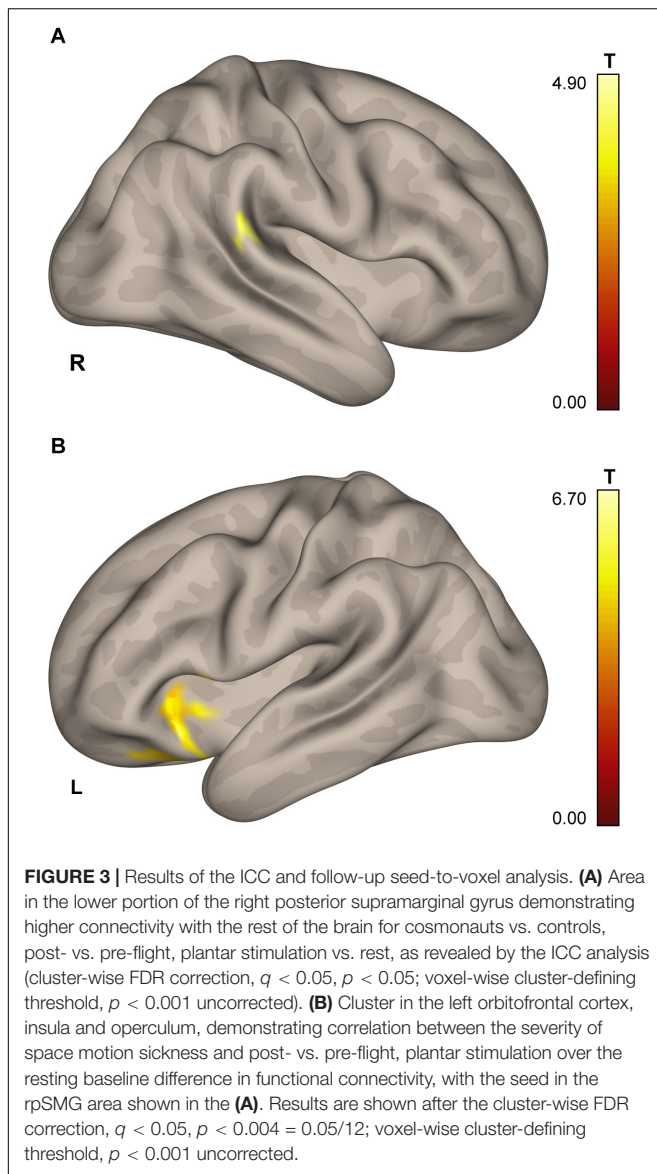 A
T
4.90
R
0.00
B
T
6.70
L
0.00
FIGURE 3 | Results of the ICC and follow-up seed-to-voxel analysis. (A) Area
in the lower portion of the right posterior supramarginal gyrus demonstrating
higher connectivity with the rest of the brain for cosmonauts vs. controls,
post- vs. pre-flight, plantar stimulation vs. rest, as revealed by the ICC analysis
(cluster-wise FDR correction, q < 0.05, p < 0.05; voxel-wise cluster-defining
threshold, p < 0.001 uncorrected). (B) Cluster in the left orbitofrontal cortex,
insula and operculum, demonstrating correlation between the severity of
space motion sickness and post- vs. pre-flight, plantar stimulation over the
resting baseline difference in functional connectivity, with the seed in the
rpSMG area shown in the (A). Results are shown after the cluster-wise FDR
correction, q < 0.05, p < 0.004 = 0.05/12; voxel-wise cluster-defining
threshold, p < 0.001 uncorrected.